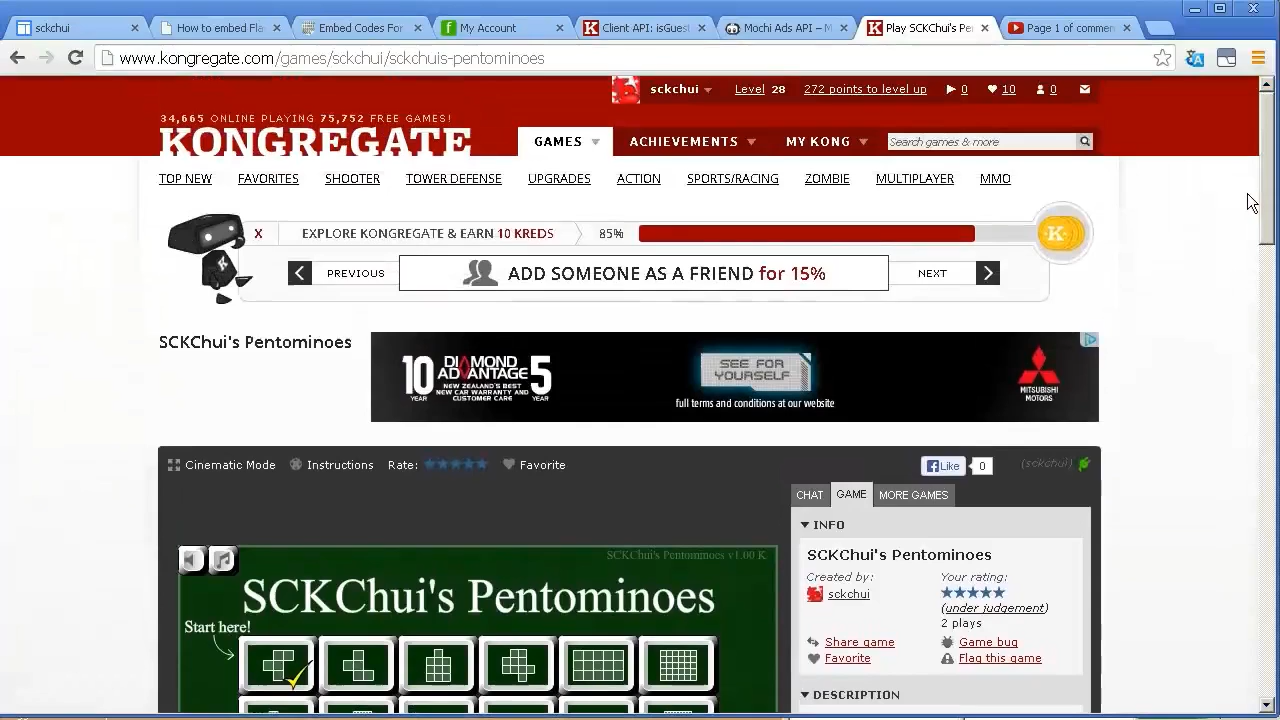 sckchui
How to embed Fla
Embed Codes For
My Account
Client API: isGuest
Mochi Ads API – M
Play SCKChui's Pe
Page 1 of commen
www.kongregate.com/games/sckchui/sckchuis-pentominoes
sckchui
Level 28
272 points to level up
0
10
0
34,665 ONLINE PLAYING 75,752 FREE GAMES!
KONGREGATE
GAMES
ACHIEVEMENTS
MY KONG
Search games & more
TOP NEW
FAVORITES
SHOOTER
TOWER DEFENSE
UPGRADES
ACTION
SPORTS/RACING
ZOMBIE
MULTIPLAYER
MMO
X
EXPLORE KONGREGATE & EARN 10 KREDS
85%
K
PREVIOUS
ADD SOMEONE AS A FRIEND for 15%
NEXT
SCKChui's Pentominoes
10 YEAR
DIAMOND ADVANTAGE
5 YEAR
NEW ZEALAND'S BEST
NEW CAR WARRANTY AND
CUSTOMER CARE
SEE FOR
YOURSELF
full terms and conditions at our website
MITSUBISHI
MOTORS
Cinematic Mode
Instructions
Rate:
Favorite
Like
0
(sckchui)
CHAT
GAME
MORE GAMES
INFO
SCKChui's Pentominoes
Created by:
sckchui
Your rating:
(under judgement)
2 plays
Share game
Game bug
Favorite
Flag this game
DESCRIPTION
SCKChui's Pentominoes v1.00 K
SCKChui's Pentominoes
Start here!